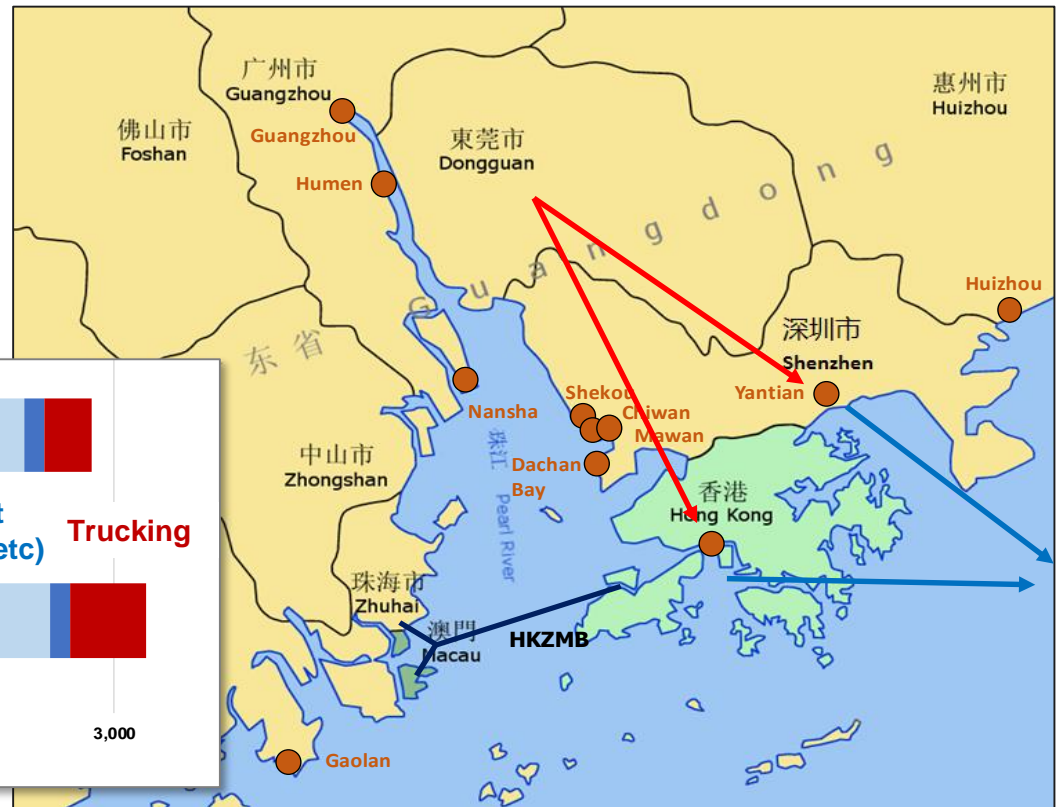 广州市
Guangzhou
惠州市
Huizhou
佛山市
Foshan
Guangzhou
東莞市
Dongguan
Humen
Guangdong
Huizhou
深圳市
Shenzhen
东省
Yantian
Nansha
Shekou
Chiwan
Mawan
珠江 Pearl River
中山市
Zhongshan
Dachan
Bay
香港
Hong Kong
etc)
Trucking
珠海市
Zhuhai
澳門
Macau
HKZMB
3,000
Gaolan